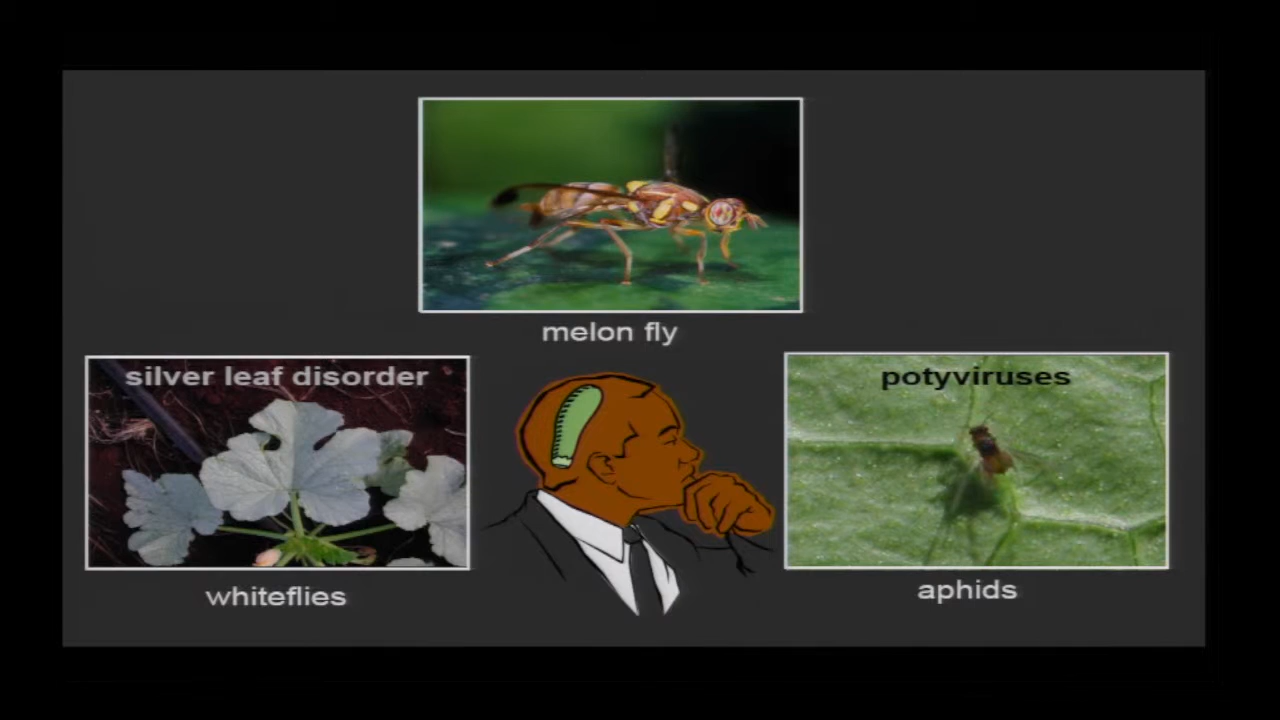 melon fly
silver leaf disorder
whiteflies
potyviruses
aphids